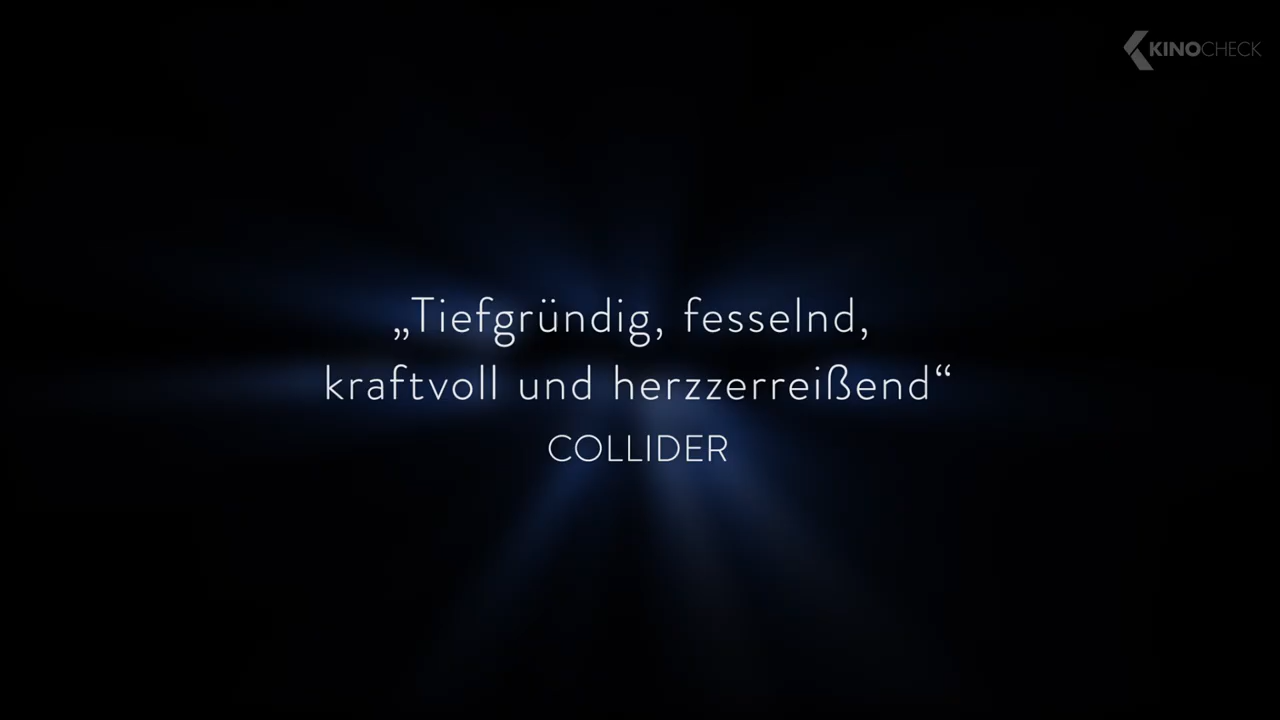 KINOCHECK
„Tiefgründig, fesselnd,
kraftvoll und herzzerreißend“
COLLIDER